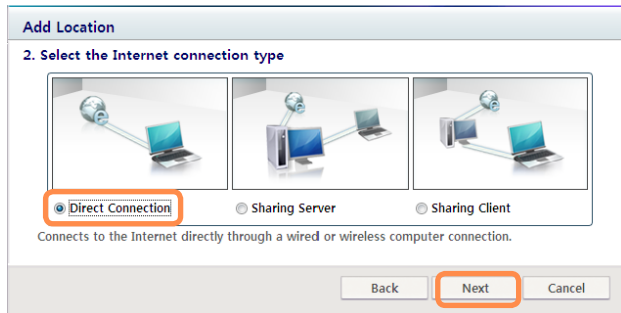 Add Location
2. Select the Internet connection type
Direct Connection Sharing Server Sharing Client
Connects to the Internet directly through a wired or wireless computer connection.
Back Next Cancel